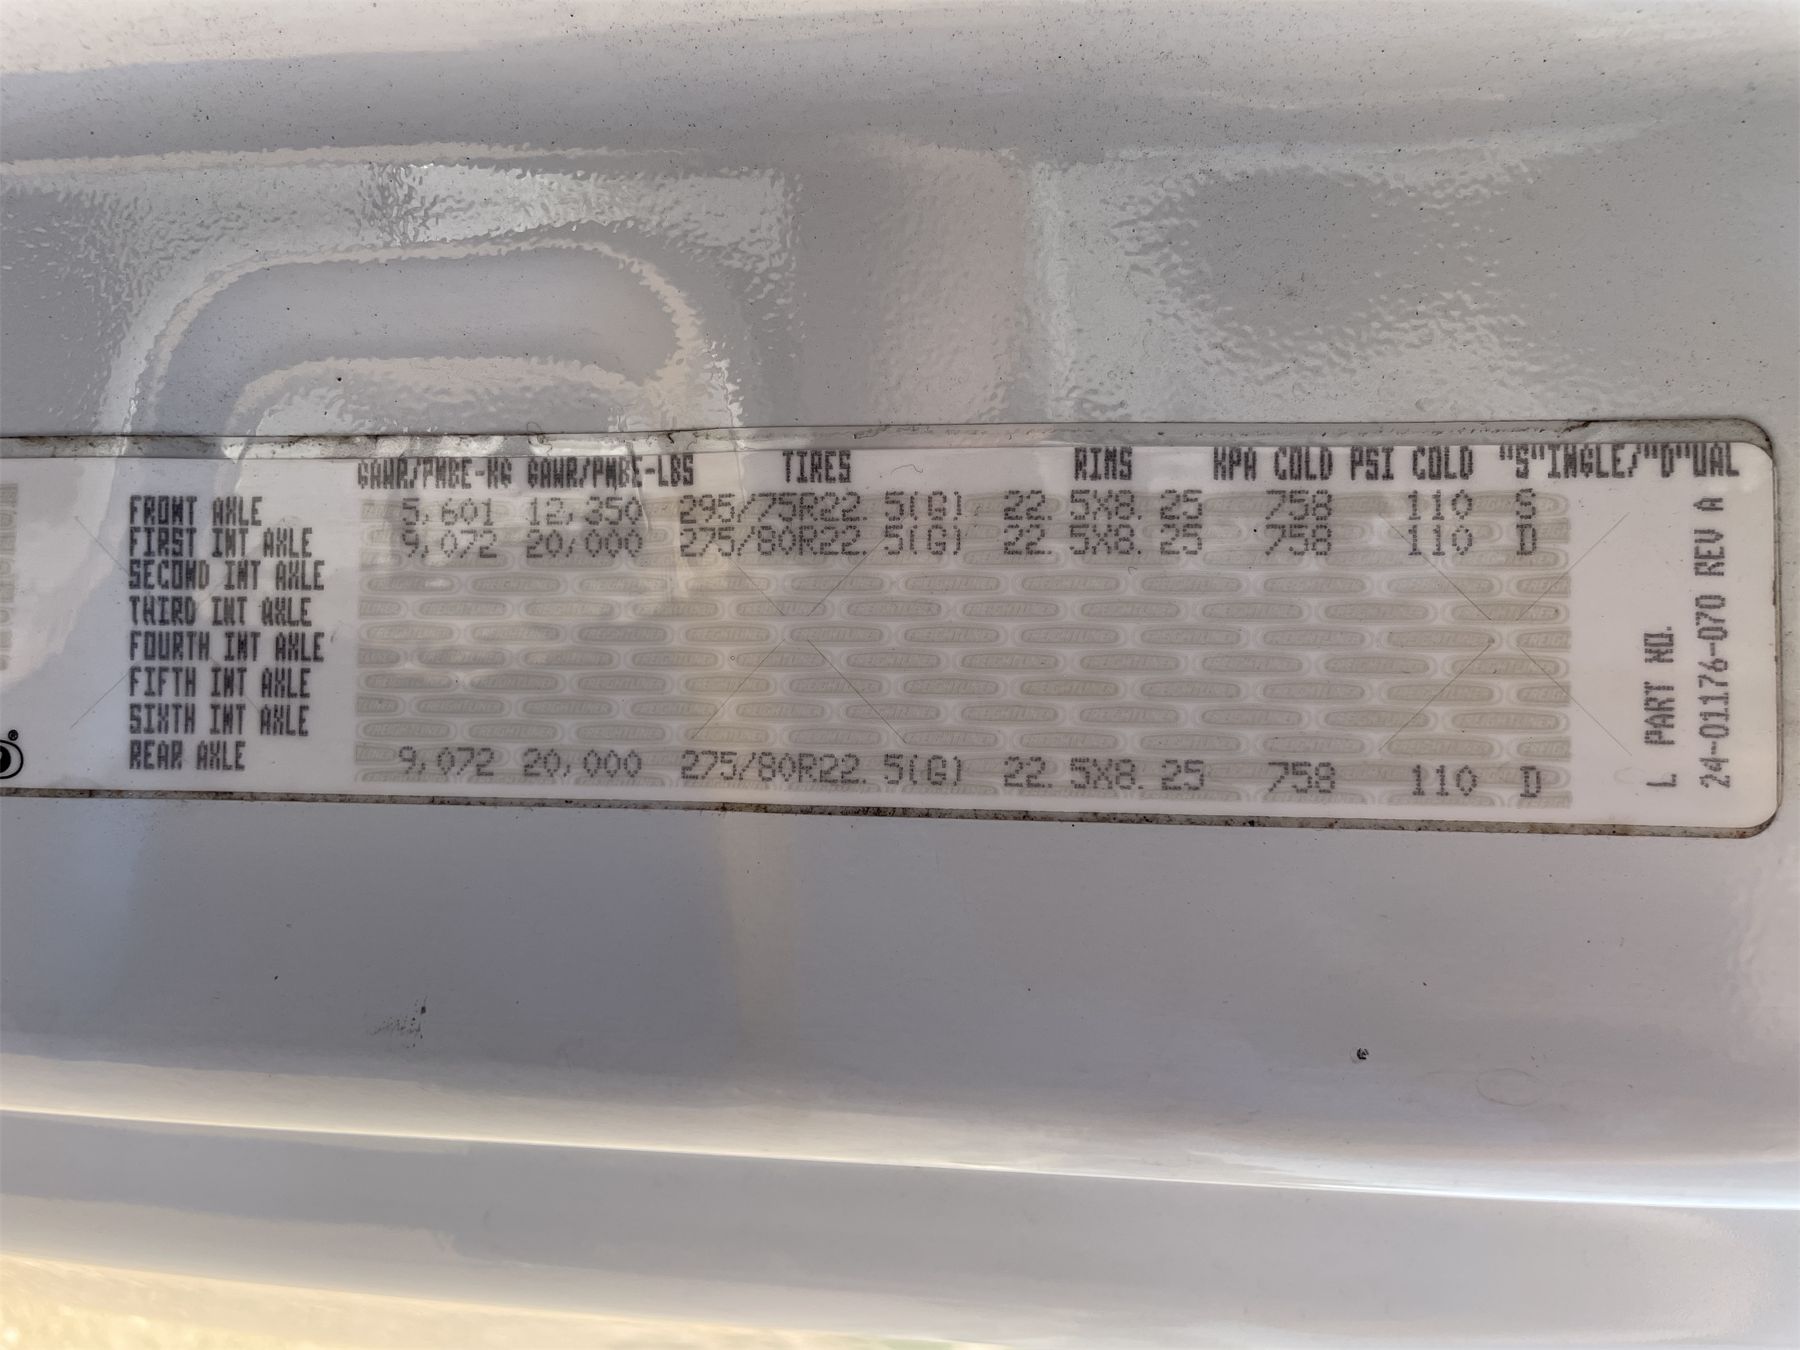 GAWR/PNBE-KG GAWR/PNBE-LBS TIRES RIMS KPA COLD PSI COLD "S"INGLE/"D"UAL
FRONT AXLE 5,601 12,350 295/75R22.5(G) 22.5X8.25 758 110 S
FIRST INT AXLE 9,072 20,000 275/80R22.5(G) 22.5X8.25 758 110 D
SECOND INT AXLE
THIRD INT AXLE
FOURTH INT AXLE
FIFTH INT AXLE
SIXTH INT AXLE
REAR AXLE 9,072 20,000 275/80R22.5(G) 22.5X8.25 758 110 D
L PART NO.
24-01176-070 REV A